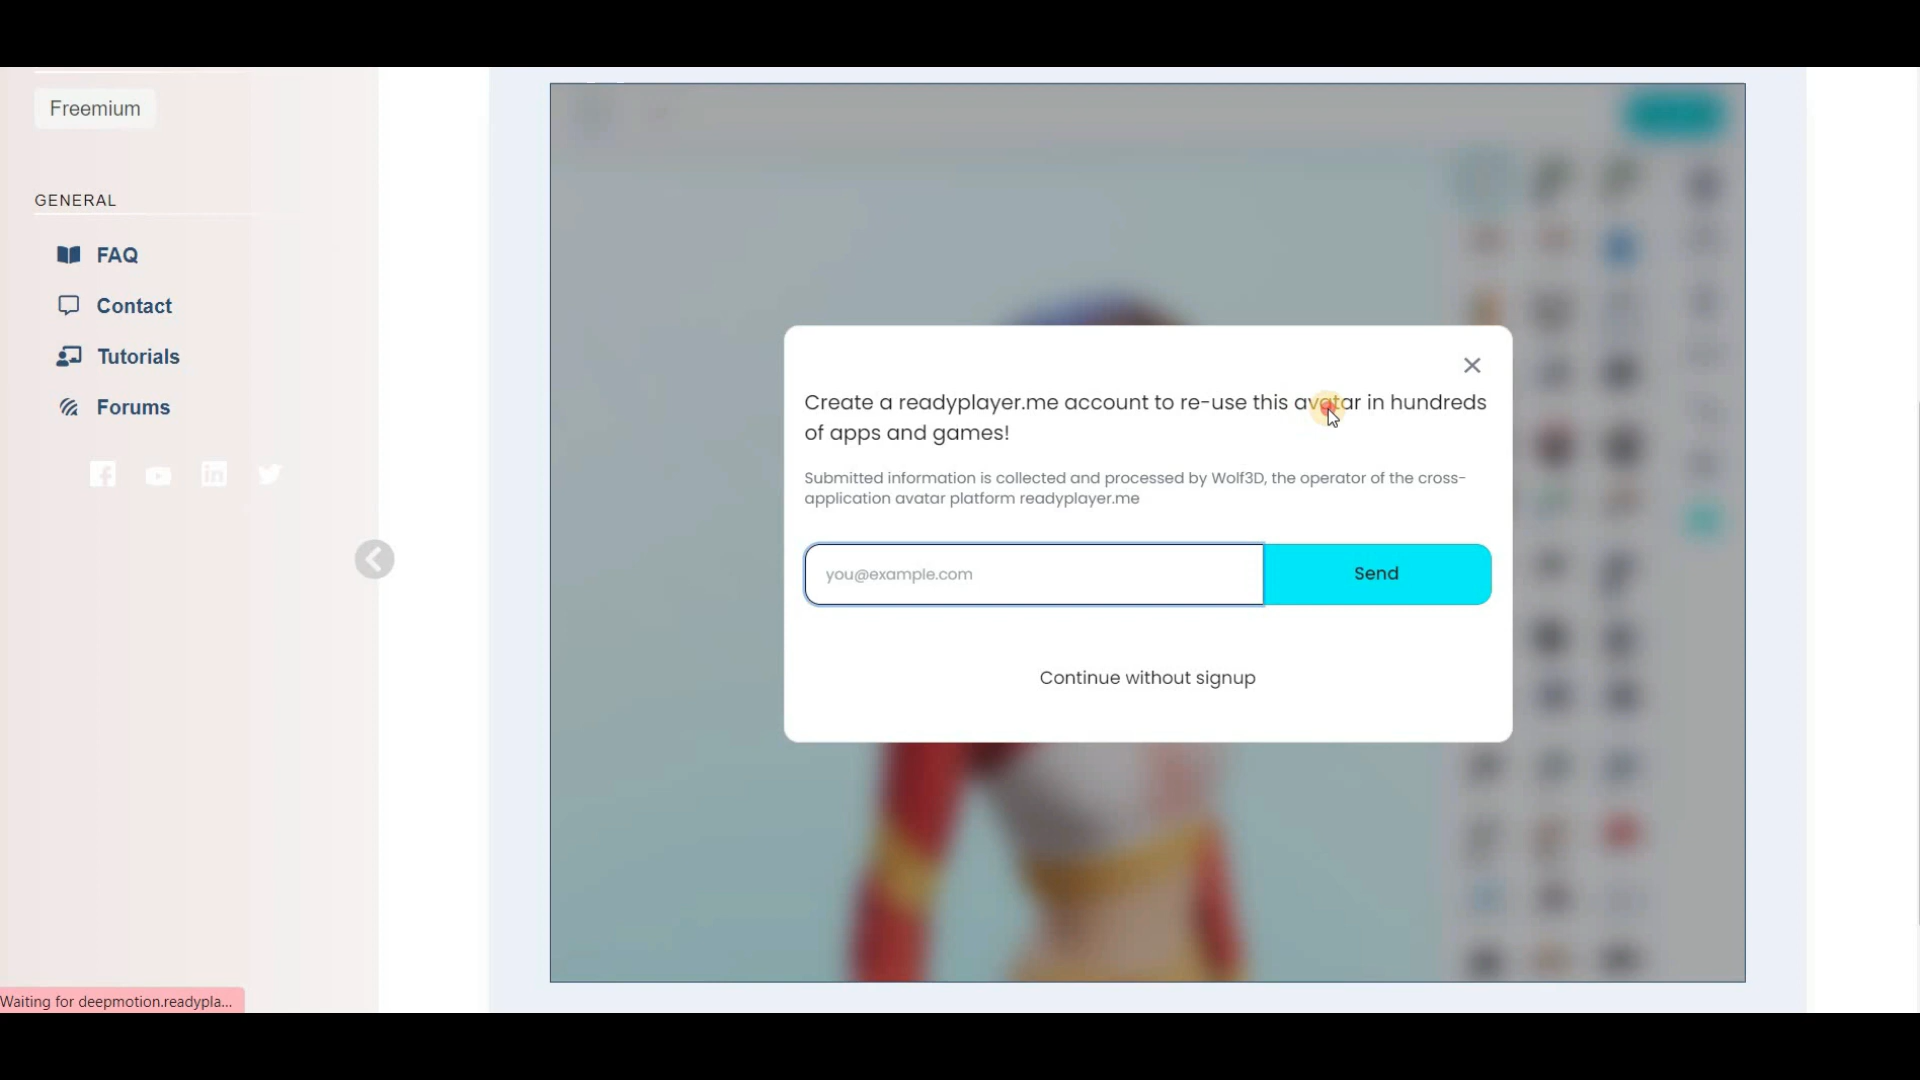 Freemium
GENERAL
FAQ
Contact
Tutorials
Forums
Create a readyplayer.me account to re-use this avatar in hundreds
of apps and games!
Submitted information is collected and processed by Wolf3D, the operator of the cross-
application avatar platform readyplayer.me
you@example.com
Send
Continue without signup
Waiting for deepmotion.readypla...